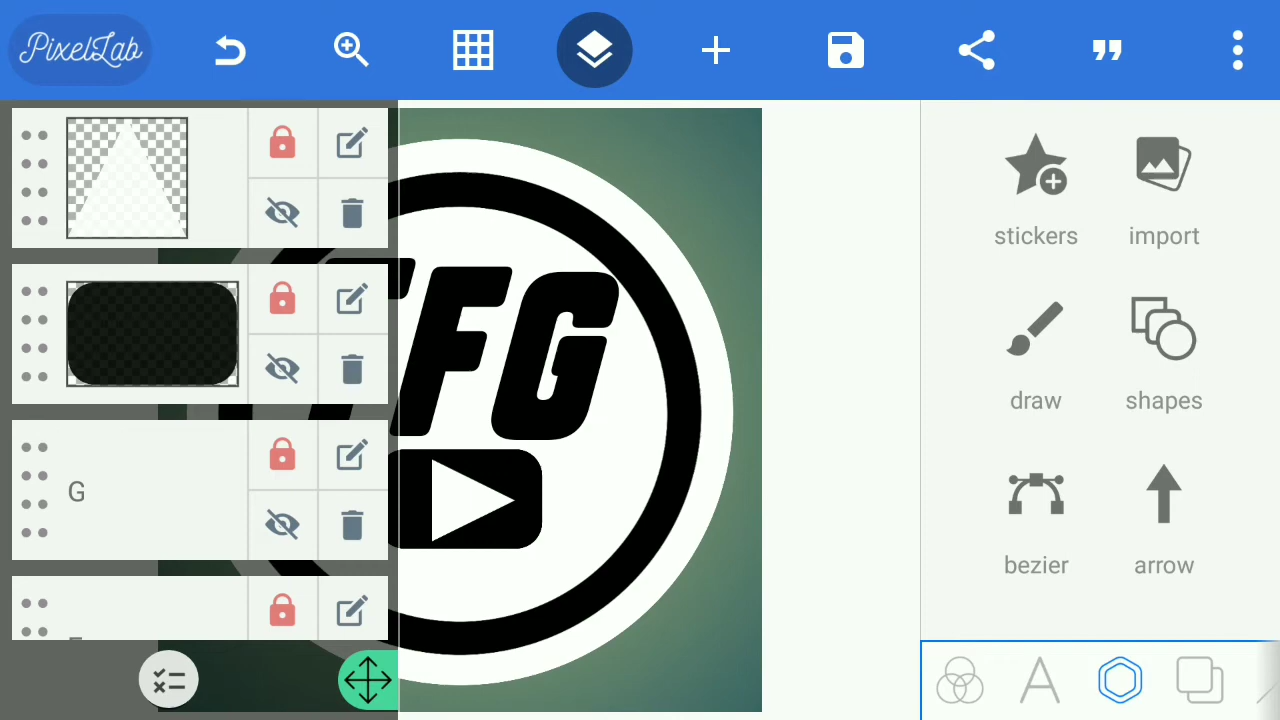 PixelLab
stickers
import
FG
draw
shapes
G
bezier
arrow